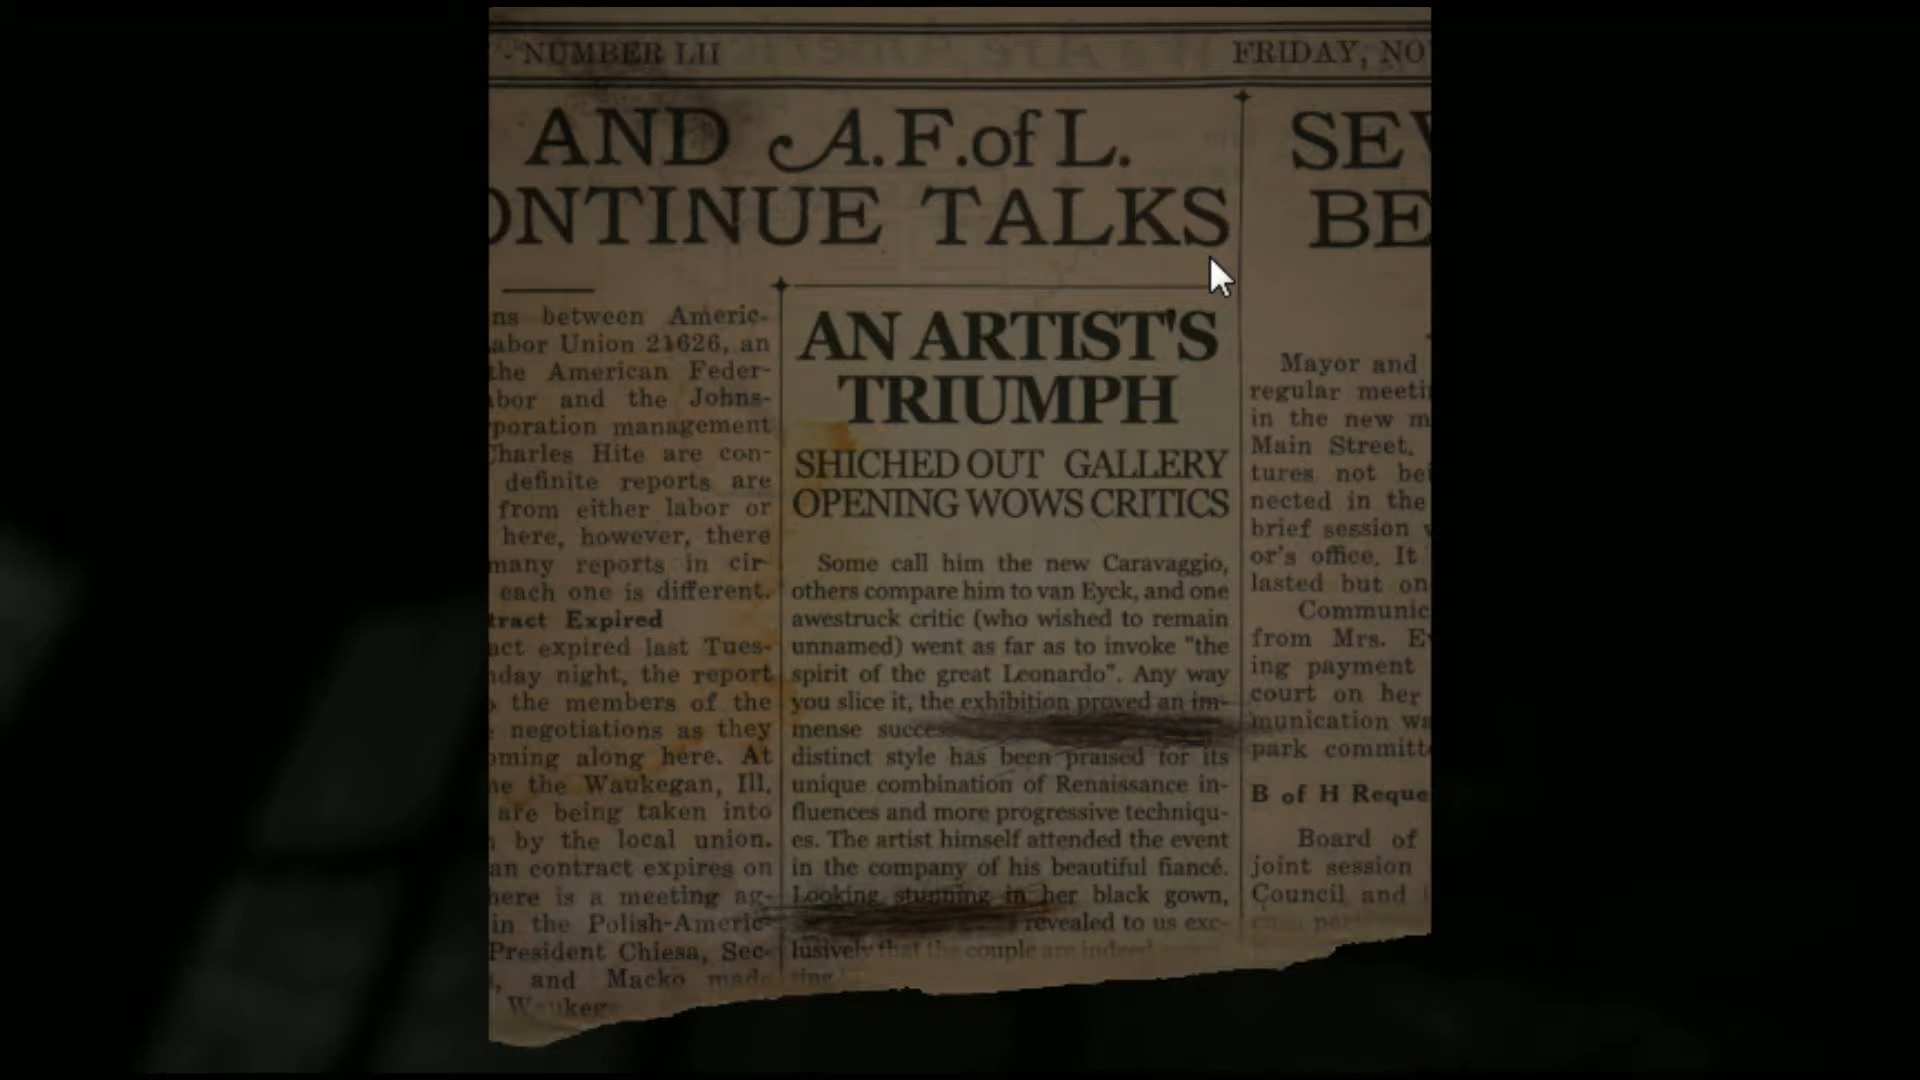 - NUMBER LII
FRIDAY, NO
AND A.F.of L.
ONTINUE TALKS
ns between Americ-
abor Union 21626, an
the American Feder-
abor and the Johns-
poration management
Charles Hite are con-
definite reports are
from either labor or
here, however, there
many reports in cir-
each one is different.
tract Expired
act expired last Tues-
day night, the report
the members of the
negotiations as they
oming along here. At
ne the Waukegan, Ill.
are being taken into
by the local union.
an contract expires on
here is a meeting ag-
in the Polish-Americ-
President Chiesa, Sec-
, and Macko made
Waukeg
AN ARTIST'S
TRIUMPH
SHICHED OUT GALLERY
OPENING WOWS CRITICS
Some call him the new Caravaggio,
others compare him to van Eyck, and one
awestruck critic (who wished to remain
unnamed) went as far as to invoke "the
spirit of the great Leonardo". Any way
you slice it, the exhibition proved an im-
mense succes
distinct style has been praised for its
unique combination of Renaissance in-
fluences and more progressive techniqu-
es. The artist himself attended the event
in the company of his beautiful fiancé.
Looking stunning in her black gown,
revealed to us exc-
lusively that the couple are indeed
ting
SEV
BE
Mayor and
regular meeti
in the new m
Main Street.
tures not bei
nected in the
brief session v
or's office. It
lasted but on
Communic
from Mrs. Ev
ing payment
court on her
munication wa
park committe
B of H Reque
Board of
joint session
Council and